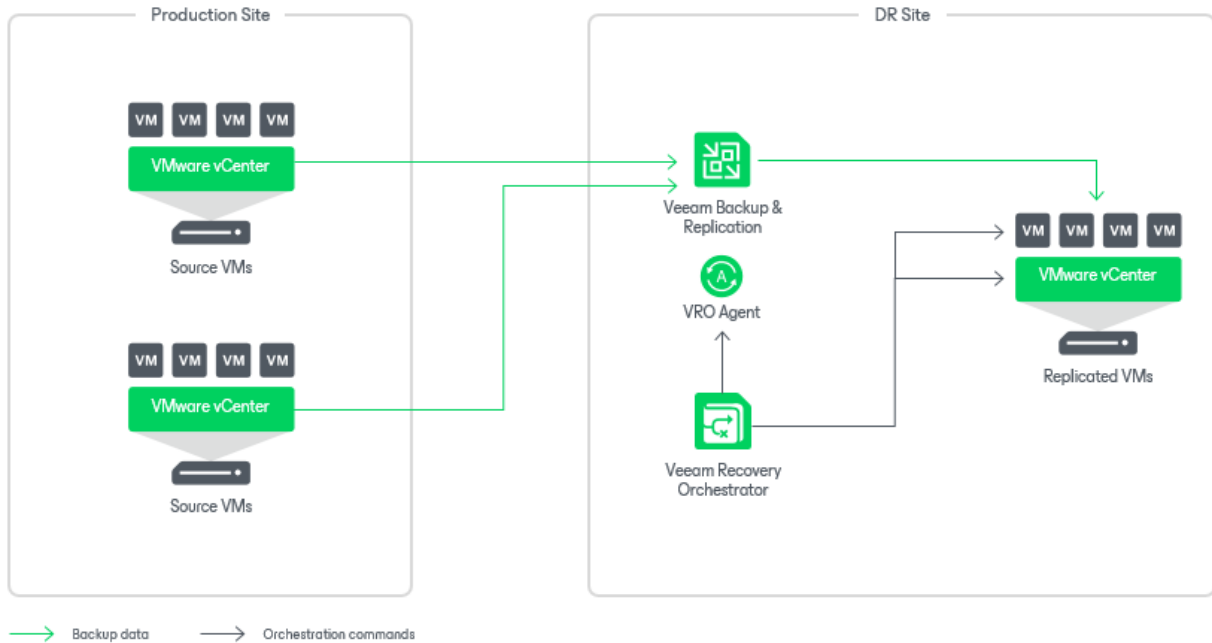 Production Site
VM VM VM VM
VMware vCenter
Source VMs
VM VM VM VM
VMware vCenter
Source VMs
DR Site
Veeam Backup &
Replication
A
VRO Agent
Veeam Recovery
Orchestrator
VM VM VM VM
VMware vCenter
Replicated VMs
Backup data
Orchestration commands